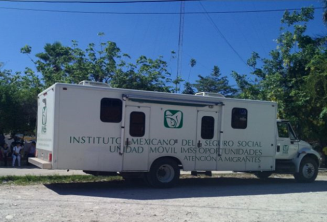 INSTITUTO MEXICANO DEL SEGURO SOCIAL
UNIDAD MÓVIL IMSS OPORTUNIDADES
ATENCIÓN A MIGRANTES